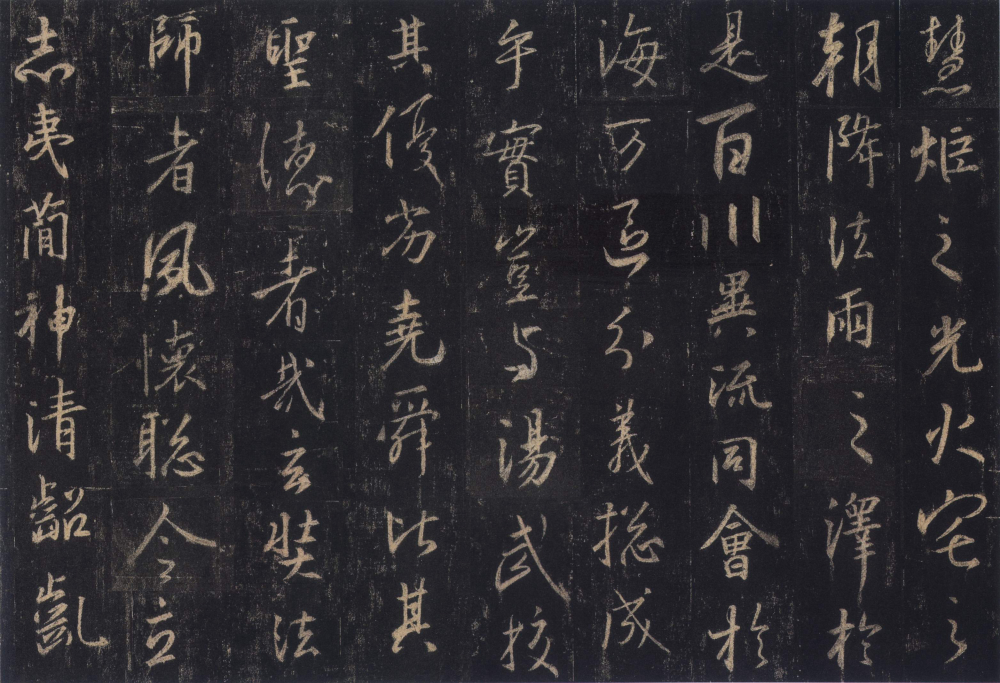 慧炬之光火宅之
朝降法雨之澤於
是百川異流同會於
海万區分義揔成
乎實豈与湯武校
其優劣堯舜比其
聖德者哉玄奘法
師者夙懷聰令立
志夷簡神清齠齔